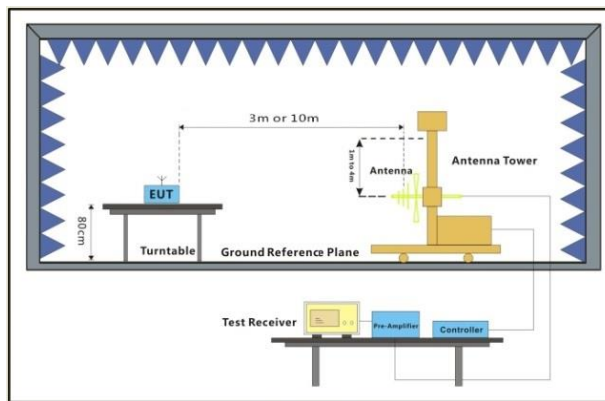 3m or 10m
1m to 4m
Antenna
Antenna Tower
EUT
80cm
Turntable
Ground Reference Plane
Test Receiver
Pre-Amplifier
Controller